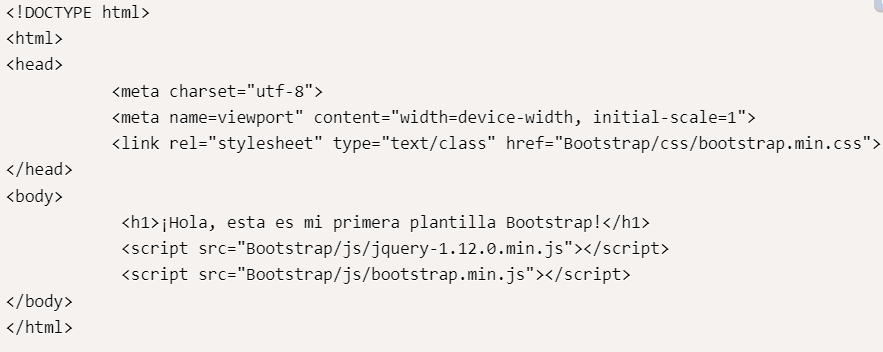 <!DOCTYPE html>
<html>
<head>
<meta charset="utf-8">
<meta name=viewport" content="width=device-width, initial-scale=1">
<link rel="stylesheet" type="text/class" href="Bootstrap/css/bootstrap.min.css">
</head>
<body>
<h1>¡Hola, esta es mi primera plantilla Bootstrap!</h1>
<script src="Bootstrap/js/jquery-1.12.0.min.js"></script>
<script src="Bootstrap/js/bootstrap.min.js"></script>
</body>
</html>